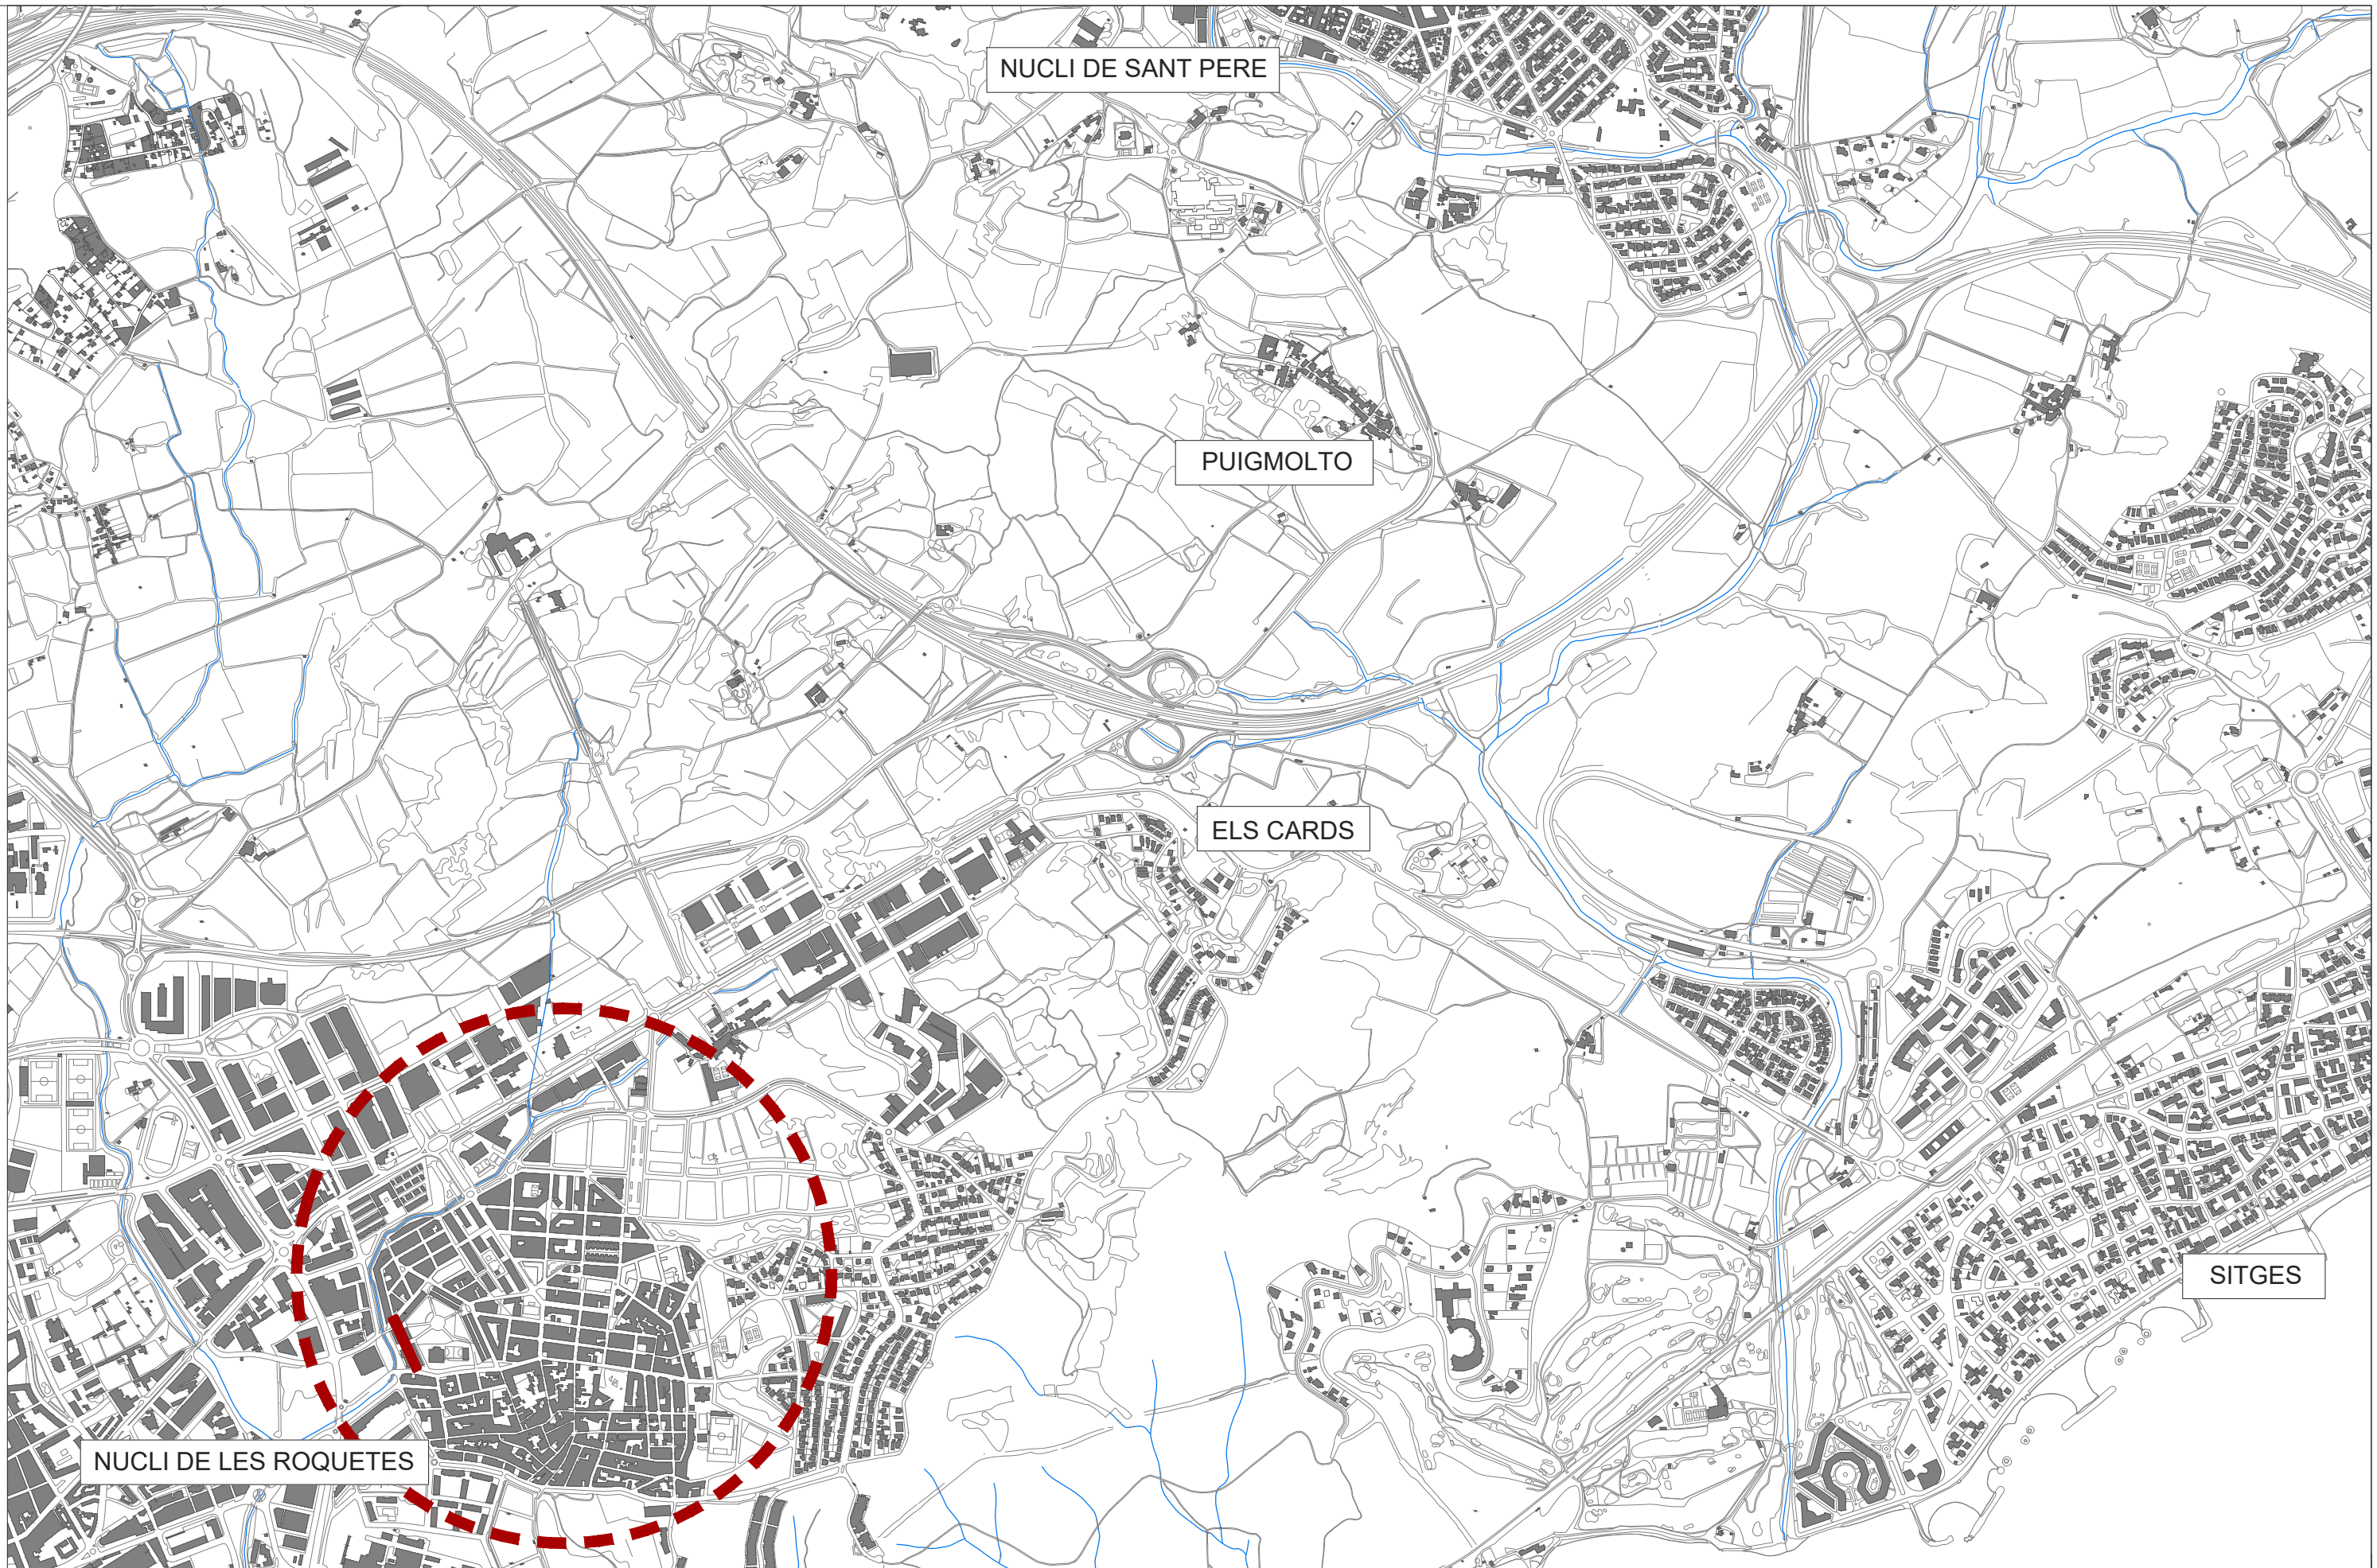 NUCLI DE SANT PERE
PUIGMOLTO
ELS CARDS
SITGES
NUCLI DE LES ROQUETES